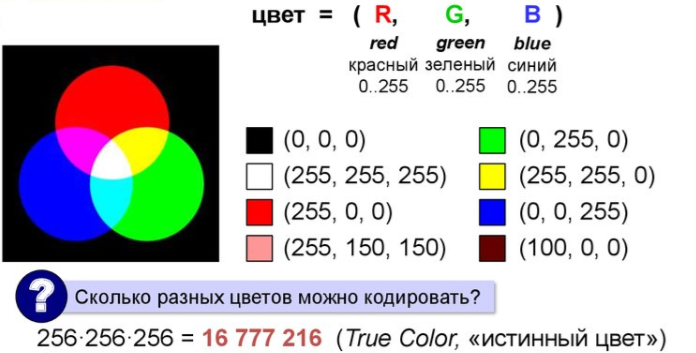 цвет = ( R, G, B )
red green blue
красный зеленый синий
0..255 0..255 0..255
(0, 0, 0) (0, 255, 0)
(255, 255, 255) (255, 255, 0)
(255, 0, 0) (0, 0, 255)
(255, 150, 150) (100, 0, 0)
? Сколько разных цветов можно кодировать?
256·256·256 = 16 777 216 (True Color, «истинный цвет»)